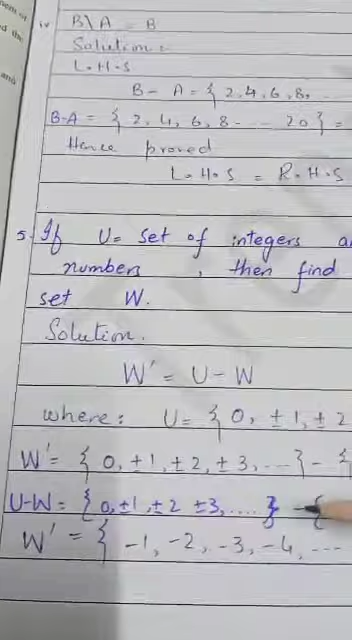 iv B\A = B
Solution:
L.H.S
B - A = { 2, 4, 6, 8,
B-A = { 2, 4, 6, 8 .... 20 } =
Hence proved
L.H.S = R.H.S
5. If U = set of integers
numbers , then find
set W.
Solution.
W' = U - W
where: U = { 0, ±1, ±2
W' = { 0, ±1, ±2, ±3, ....} - {
U-W = { 0, ±1, ±2 ±3, .... } - {
W' = { -1, -2, -3, -4, ...
and